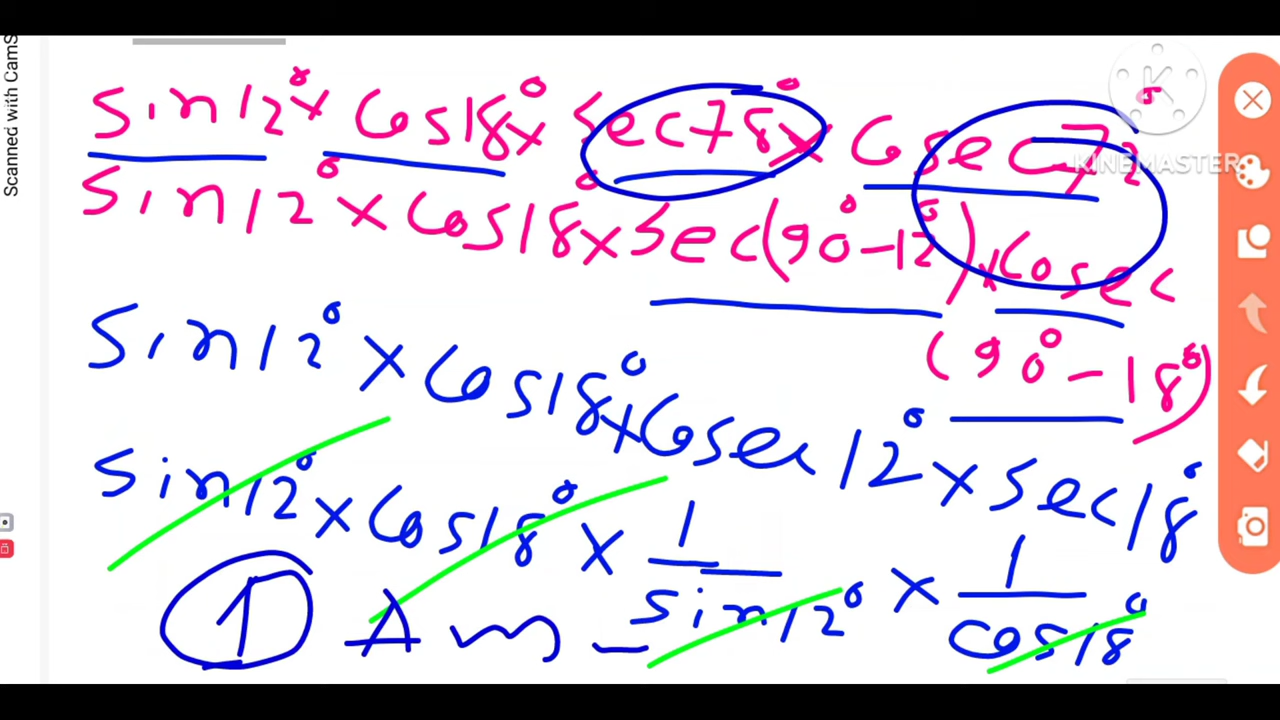 Scanned with CamS
sin12° × cos18° × sec78° × cosec72°
KINEMASTER
sin12° × cos18° × sec(90° - 12°) × cosec
(90° - 18°)
sin12° × cos18° × cosec12° × sec18°
sin12° × cos18° × 1/sin12° × 1/cos18°
1 Ans